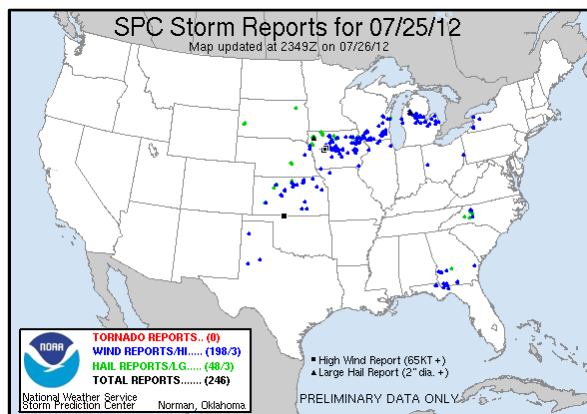 SPC Storm Reports for 07/25/12
Map updated at 2349Z on 07/26/12
NOAA
TORNADO REPORTS.. (0)
WIND REPORTS/HI..... (198/3)
HAIL REPORTS/LG..... (48/3)
TOTAL REPORTS....... (246)
National Weather Service
Storm Prediction Center Norman, Oklahoma
High Wind Report (65KT +)
Large Hail Report (2" dia. +)
PRELIMINARY DATA ONLY